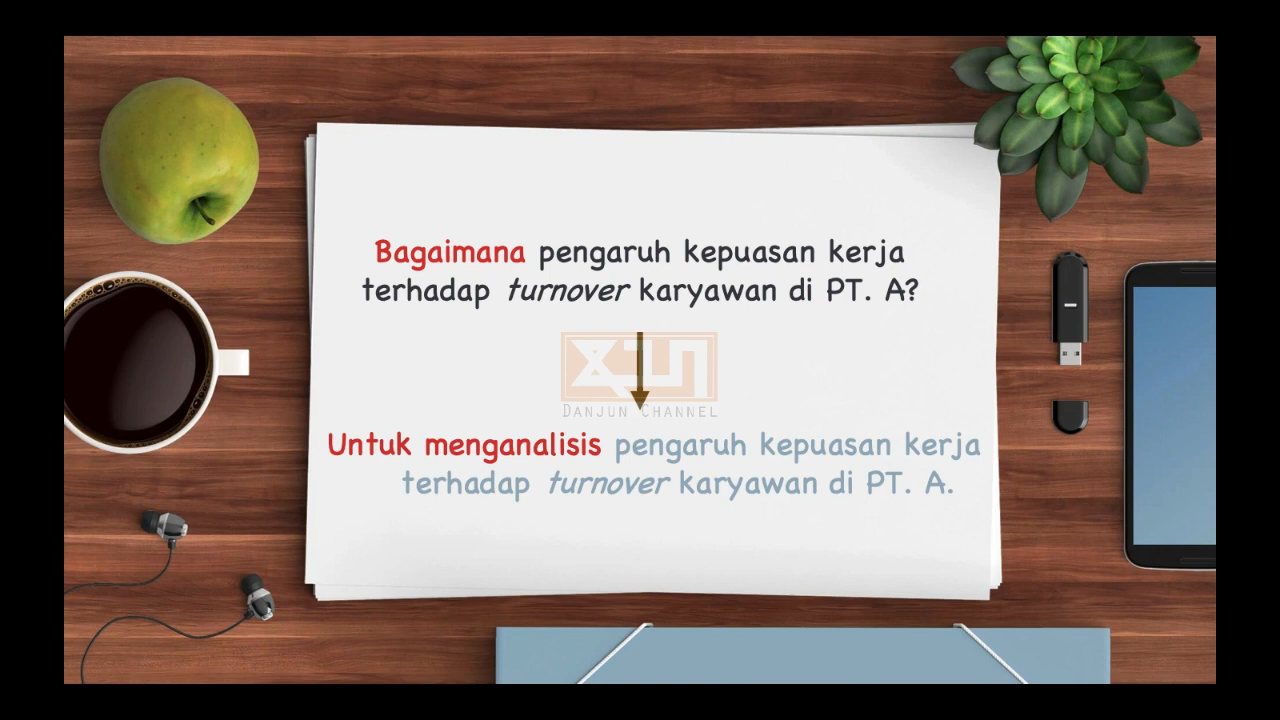 Bagaimana pengaruh kepuasan kerja
terhadap turnover karyawan di PT. A?
DANJUN CHANNEL
Untuk menganalisis pengaruh kepuasan kerja
terhadap turnover karyawan di PT. A.